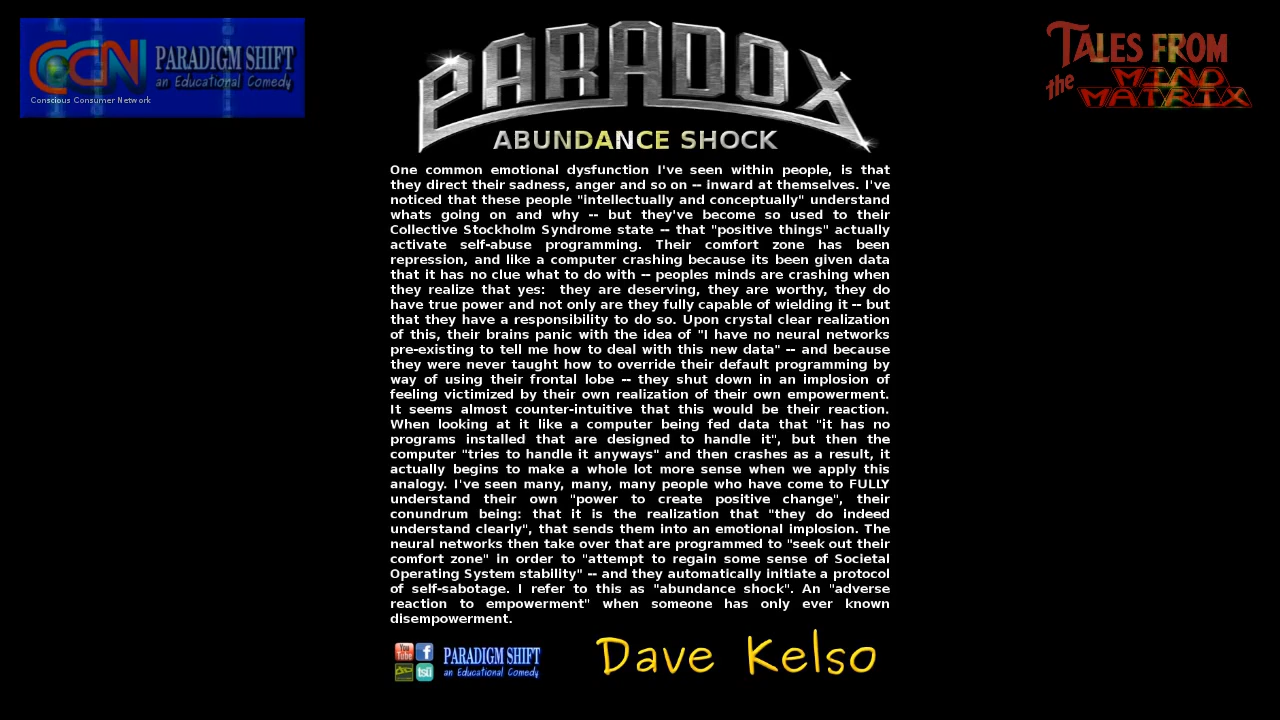 CCN PARADIGM SHIFT
an Educational Comedy
Conscious Consumer Network
PARADOX
TALES FROM
the MIND
MATRIX
ABUNDANCE SHOCK
One common emotional dysfunction I've seen within people, is that
they direct their sadness, anger and so on -- inward at themselves. I've
noticed that these people "intellectually and conceptually" understand
whats going on and why -- but they've become so used to their
Collective Stockholm Syndrome state -- that "positive things" actually
activate self-abuse programming. Their comfort zone has been
repression, and like a computer crashing because its been given data
that it has no clue what to do with -- peoples minds are crashing when
they realize that yes:  they are deserving, they are worthy, they do
have true power and not only are they fully capable of wielding it -- but
that they have a responsibility to do so. Upon crystal clear realization
of this, their brains panic with the idea of "I have no neural networks
pre-existing to tell me how to deal with this new data" -- and because
they were never taught how to override their default programming by
way of using their frontal lobe -- they shut down in an implosion of
feeling victimized by their own realization of their own empowerment.
It seems almost counter-intuitive that this would be their reaction.
When looking at it like a computer being fed data that "it has no
programs installed that are designed to handle it", but then the
computer "tries to handle it anyways" and then crashes as a result, it
actually begins to make a whole lot more sense when we apply this
analogy. I've seen many, many, many people who have come to FULLY
understand their own "power to create positive change", their
conundrum being: that it is the realization that "they do indeed
understand clearly", that sends them into an emotional implosion. The
neural networks then take over that are programmed to "seek out their
comfort zone" in order to "attempt to regain some sense of Societal
Operating System stability" -- and they automatically initiate a protocol
of self-sabotage. I refer to this as "abundance shock". An "adverse
reaction to empowerment" when someone has only ever known
disempowerment.
You Tube f
tsū
PARADIGM SHIFT
an Educational Comedy
Dave Kelso